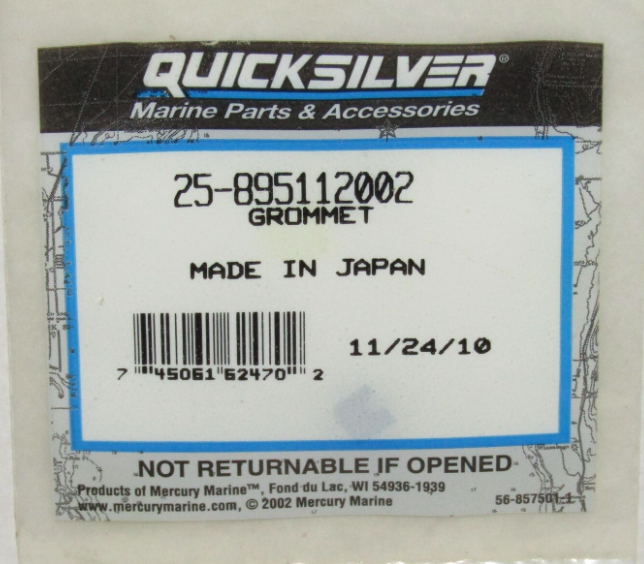 QUICKSILVER®
Marine Parts & Accessories
25-895112002
GROMMET
MADE IN JAPAN
11/24/10
7 45061 62470 2
NOT RETURNABLE IF OPENED
Products of Mercury Marine™, Fond du Lac, WI 54936-1939
www.mercurymarine.com, © 2002 Mercury Marine
56-857501-1